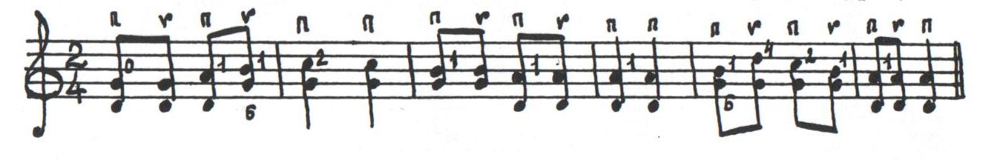 п v п v п п п v п v п п п v п v п v п
2 0 1 1 2 1 1 1 1 4 2 1 1
4
Б Б